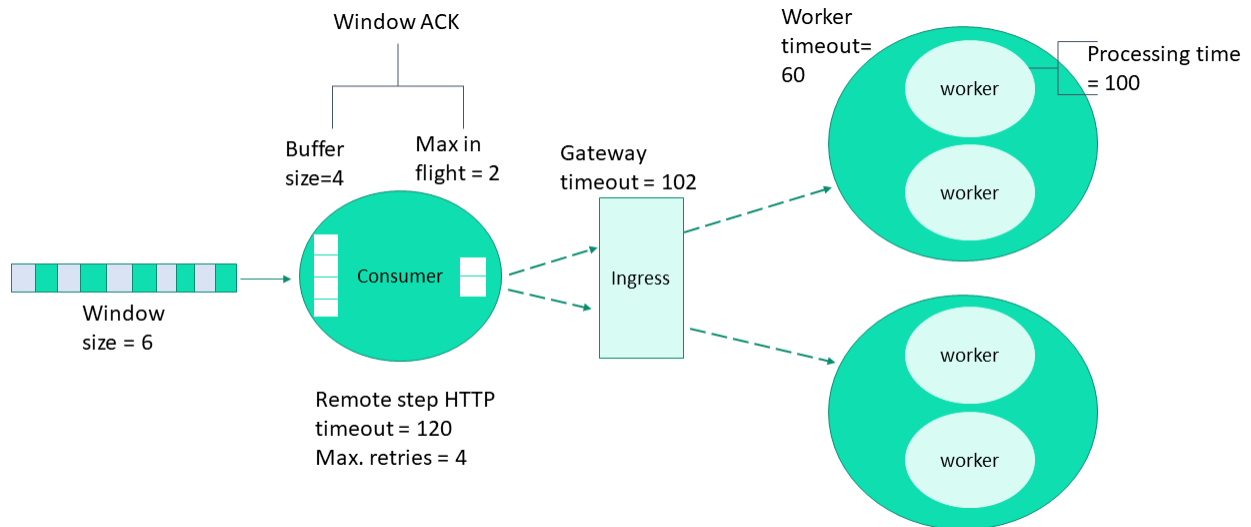 Window ACK
Buffer
size=4
Max in
flight = 2
Gateway
timeout = 102
Worker
timeout=
60
Processing time
= 100
worker
worker
Consumer
Ingress
Window
size = 6
Remote step HTTP
timeout = 120
Max. retries = 4
worker
worker